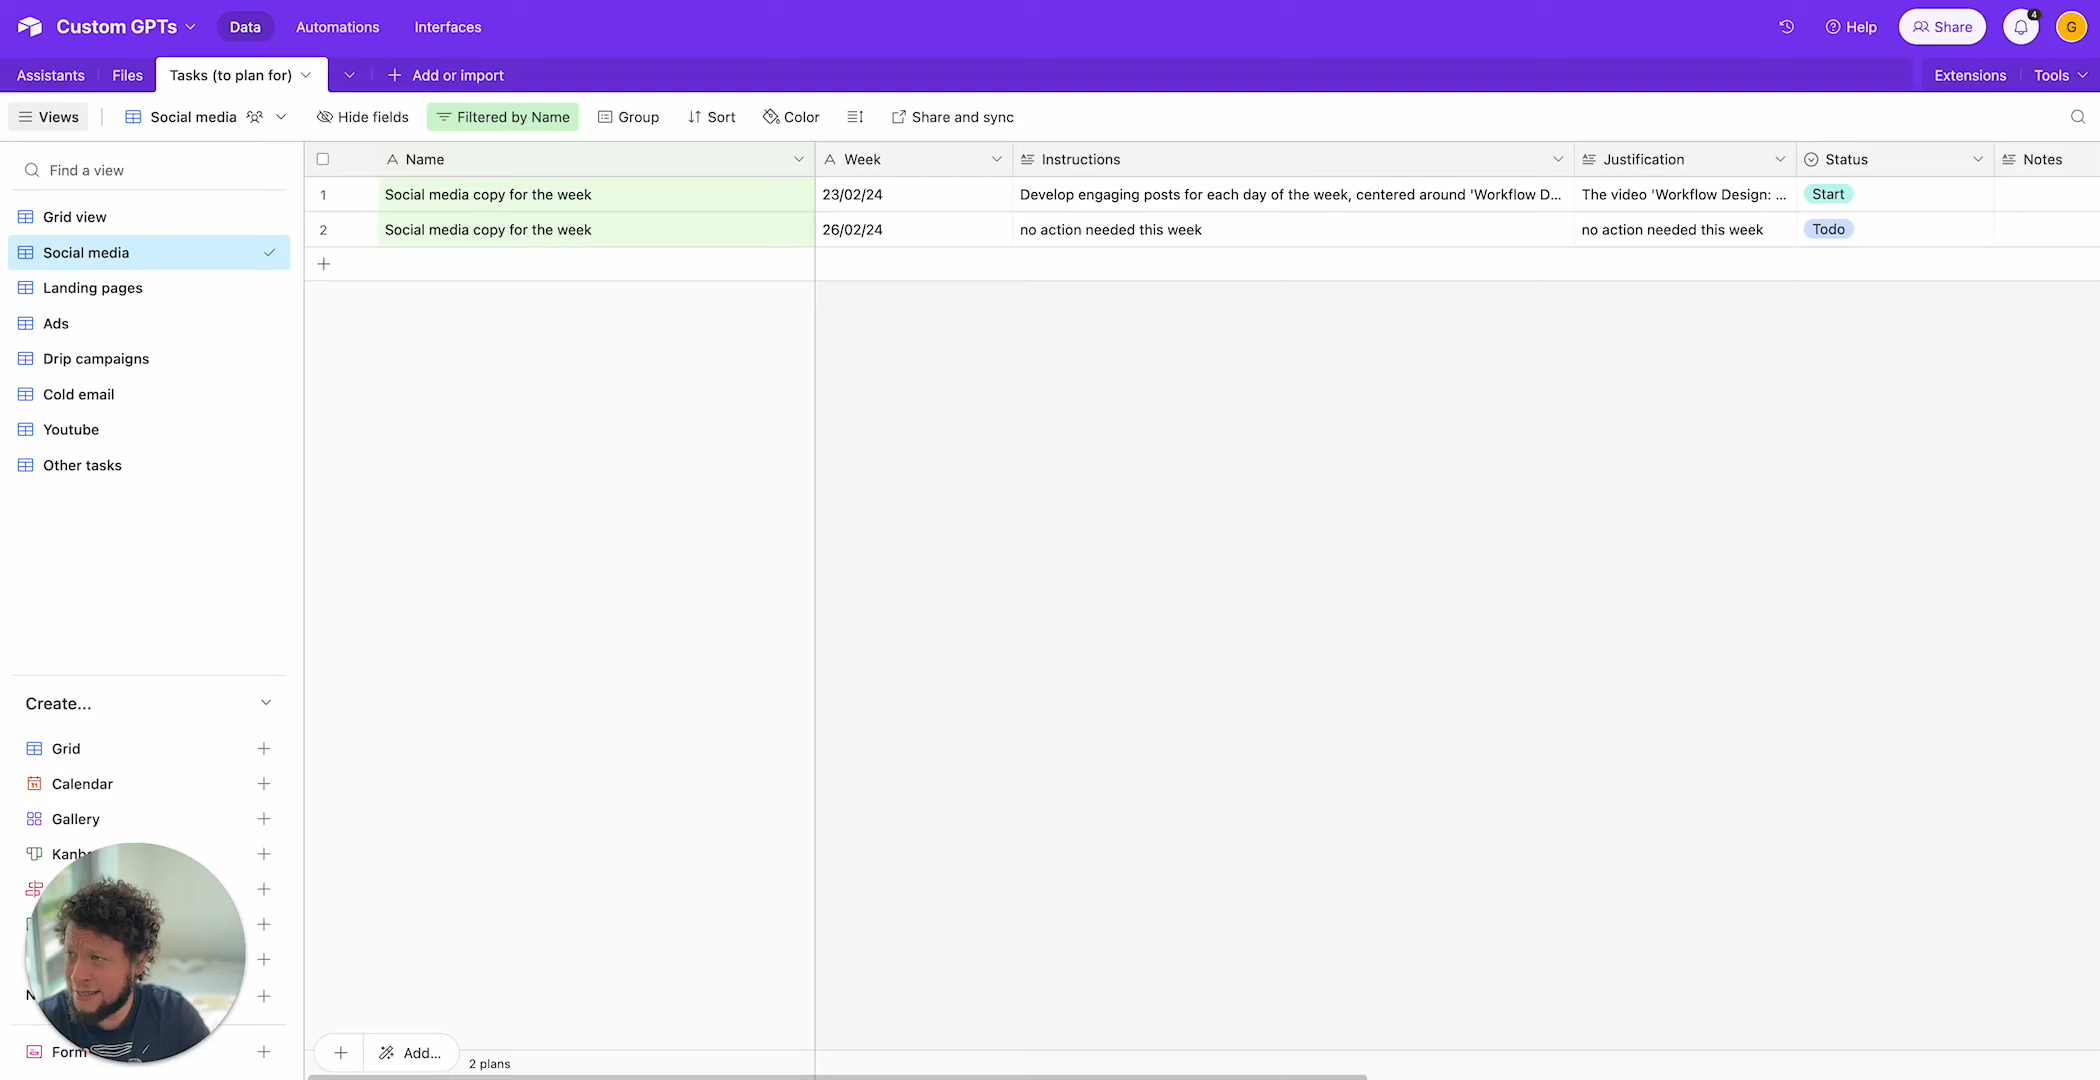 Custom GPTs Data Automations Interfaces Help Share 4 G
Assistants Files Tasks (to plan for) Add or import Extensions Tools
Views Social media Hide fields Filtered by Name Group Sort Color Share and sync
Find a view
Grid view
Social media
Landing pages
Ads
Drip campaigns
Cold email
Youtube
Other tasks
Create...
Grid
Calendar
Gallery
Form
Name Week Instructions Justification Status Notes
1 Social media copy for the week 23/02/24 Develop engaging posts for each day of the week, centered around 'Workflow D... The video 'Workflow Design: ... Start
2 Social media copy for the week 26/02/24 no action needed this week no action needed this week Todo
Add...
2 plans